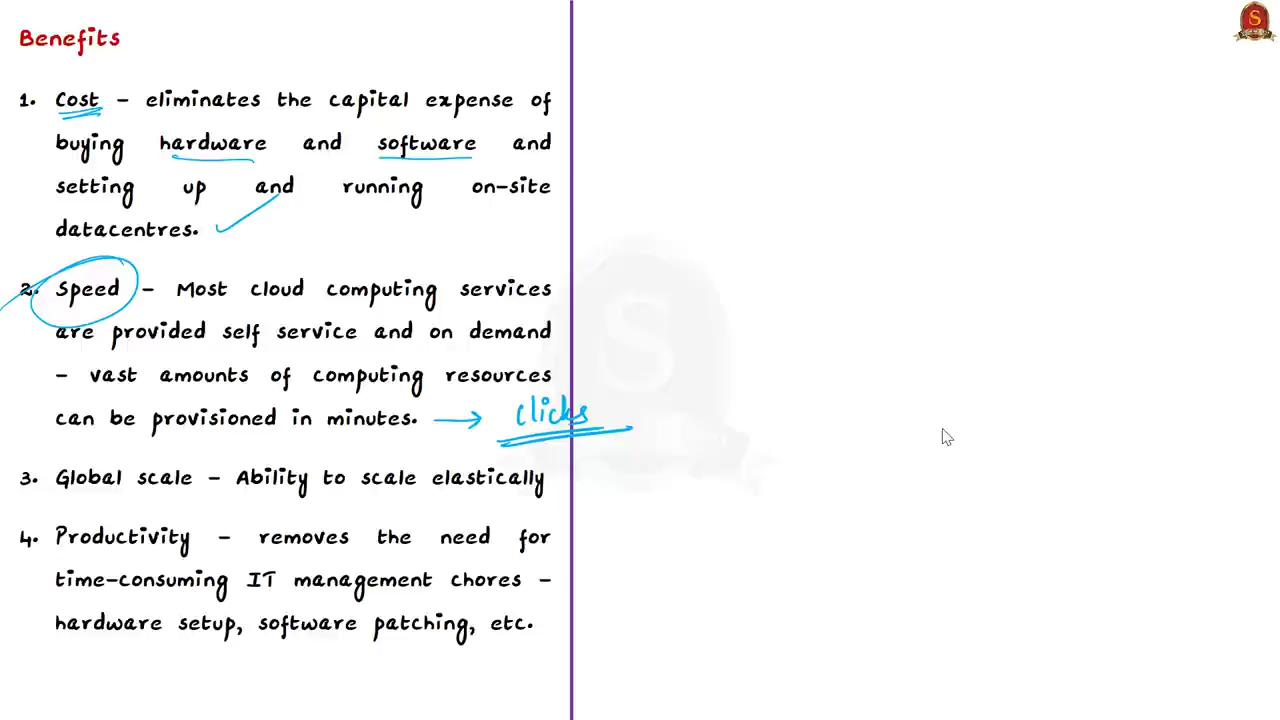 Benefits
1. Cost – eliminates the capital expense of
buying hardware and software and
setting up and running on-site
datacentres.
2. Speed – Most cloud computing services
are provided self service and on demand
– vast amounts of computing resources
can be provisioned in minutes. → clicks
3. Global scale – Ability to scale elastically
4. Productivity – removes the need for
time-consuming IT management chores –
hardware setup, software patching, etc.
S
S